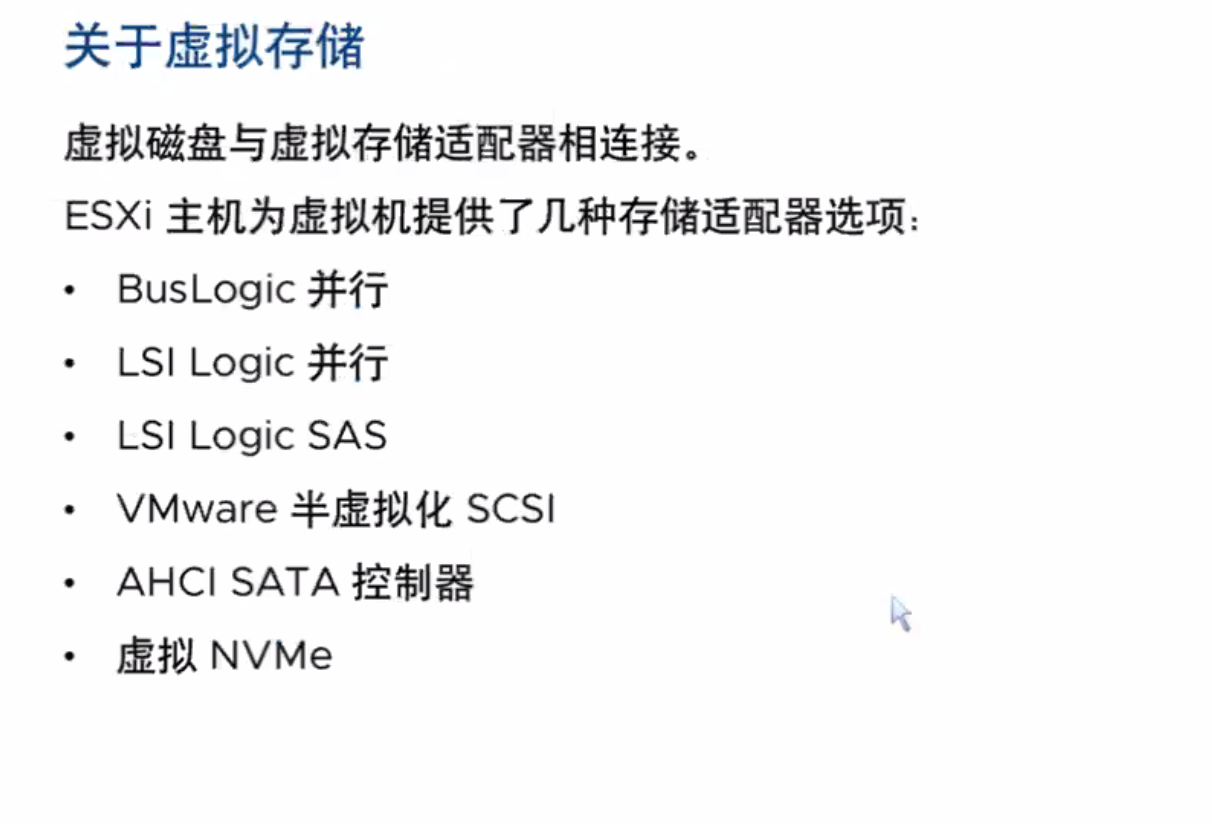 关于虚拟存储
虚拟磁盘与虚拟存储适配器相连接。
ESXi 主机为虚拟机提供了几种存储适配器选项：
• BusLogic 并行
• LSI Logic 并行
• LSI Logic SAS
• VMware 半虚拟化 SCSI
• AHCI SATA 控制器
• 虚拟 NVMe